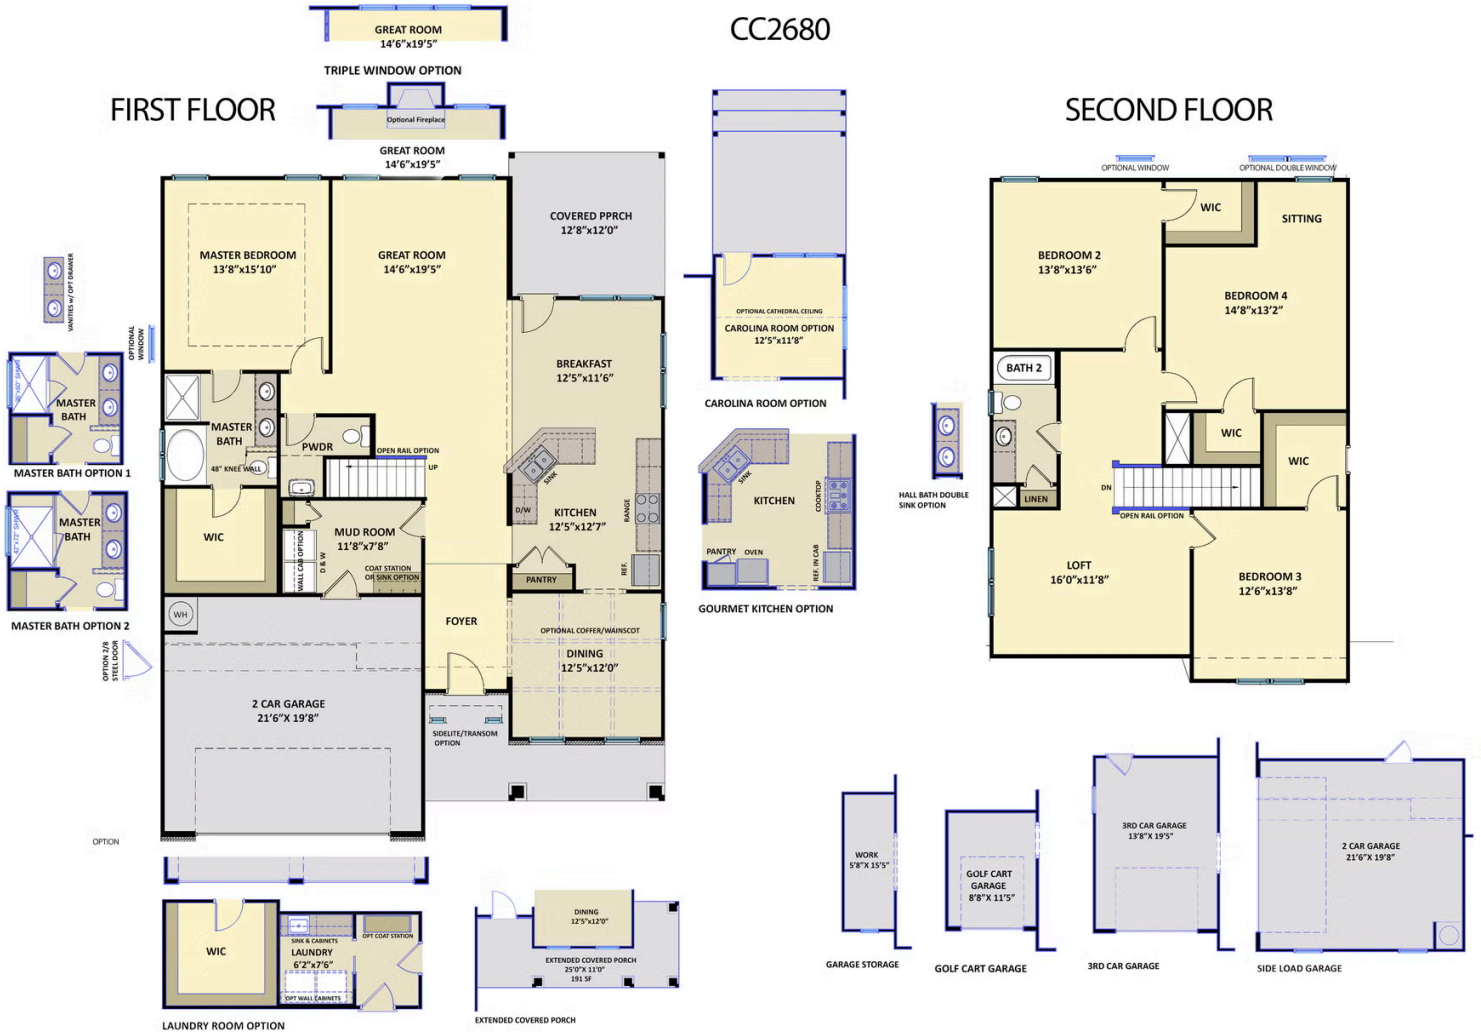 CC2680
FIRST FLOOR
SECOND FLOOR
GREAT ROOM
14'6"x19'5"
TRIPLE WINDOW OPTION
Optional Fireplace
GREAT ROOM
14'6"x19'5"
MASTER BEDROOM
13'8"x15'10"
GREAT ROOM
14'6"x19'5"
COVERED PPRCH
12'8"x12'0"
VANITIES w/ OPT DRAWER
OPTIONAL
WINDOW
BREAKFAST
12'5"x11'6"
MASTER
BATH
MASTER BATH OPTION 1
MASTER
BATH
48" KNEE WALL
PWDR
OPEN RAIL OPTION
UP
SINK
D/W
KITCHEN
12'5"x12'7"
RANGE
REF.
PANTRY
42"x72" SHWR
MASTER
BATH
MASTER BATH OPTION 2
WIC
MUD ROOM
11'8"x7'8"
WALL CAB OPTION
D & W
COAT STATION
OR SINK OPTION
WH
FOYER
OPTIONAL COFFER/WAINSCOT
DINING
12'5"x12'0"
OPTION 2/8
STEEL DOOR
2 CAR GARAGE
21'6"X 19'8"
SIDELITE/TRANSOM
OPTION
OPTION
WIC
SINK & CABINETS
LAUNDRY
6'2"x7'6"
OPT WALL CABINETS
OPT COAT STATION
LAUNDRY ROOM OPTION
DINING
12'5"x12'0"
EXTENDED COVERED PORCH
25'0"X 11'0"
191 SF
EXTENDED COVERED PORCH
OPTIONAL CATHEDRAL CEILING
CAROLINA ROOM OPTION
12'5"x11'8"
CAROLINA ROOM OPTION
SINK
KITCHEN
COOKTOP
PANTRY
OVEN
REF. IN CAB
GOURMET KITCHEN OPTION
OPTIONAL WINDOW
OPTIONAL DOUBLE WINDOW
BEDROOM 2
13'8"x13'6"
WIC
SITTING
BEDROOM 4
14'8"x13'2"
BATH 2
WIC
WIC
LINEN
DN
OPEN RAIL OPTION
HALL BATH DOUBLE
SINK OPTION
LOFT
16'0"x11'8"
BEDROOM 3
12'6"x13'8"
WORK
5'8"X 15'5"
GARAGE STORAGE
GOLF CART
GARAGE
8'8"X 11'5"
GOLF CART GARAGE
3RD CAR GARAGE
13'8"X 19'5"
3RD CAR GARAGE
2 CAR GARAGE
21'6"X 19'8"
SIDE LOAD GARAGE